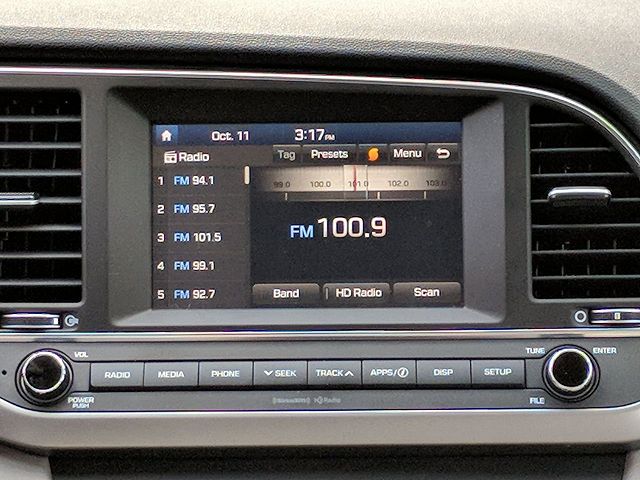 Oct. 11 3:17 PM
Radio Tag Presets Menu
1 FM 94.1
2 FM 95.7
3 FM 101.5
4 FM 99.1
5 FM 92.7
99.0 100.0 101.0 102.0 103.0
FM 100.9
Band HD Radio Scan
VOL
RADIO MEDIA PHONE SEEK TRACK APPS/ DISP SETUP
POWER
PUSH
SiriusXM HD Radio
TUNE ENTER
FILE